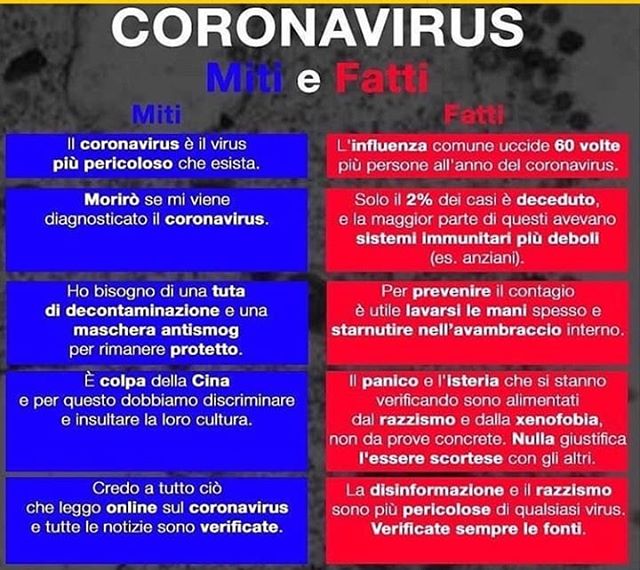 CORONAVIRUS
Miti e Fatti
Miti
Fatti
Il coronavirus è il virus
più pericoloso che esista.
L'influenza comune uccide 60 volte
più persone all'anno del coronavirus.
Morirò se mi viene
diagnosticato il coronavirus.
Solo il 2% dei casi è deceduto,
e la maggior parte di questi avevano
sistemi immunitari più deboli
(es. anziani).
Ho bisogno di una tuta
di decontaminazione e una
maschera antismog
per rimanere protetto.
Per prevenire il contagio
è utile lavarsi le mani spesso e
starnutire nell'avambraccio interno.
È colpa della Cina
e per questo dobbiamo discriminare
e insultare la loro cultura.
Il panico e l'isteria che si stanno
verificando sono alimentati
dal razzismo e dalla xenofobia,
non da prove concrete. Nulla giustifica
l'essere scortese con gli altri.
Credo a tutto ciò
che leggo online sul coronavirus
e tutte le notizie sono verificate.
La disinformazione e il razzismo
sono più pericolose di qualsiasi virus.
Verificate sempre le fonti.